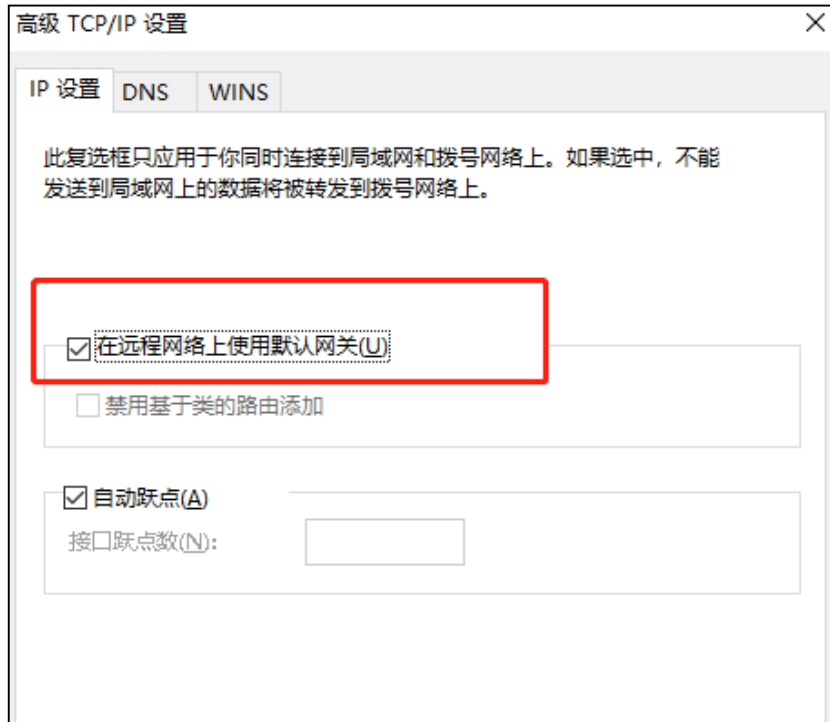 高级 TCP/IP 设置
IP 设置 DNS WINS
此复选框只应用于你同时连接到局域网和拨号网络上。如果选中，不能
发送到局域网上的数据将被转发到拨号网络上。
在远程网络上使用默认网关(U)
禁用基于类的路由添加
自动跃点(A)
接口跃点数(N):